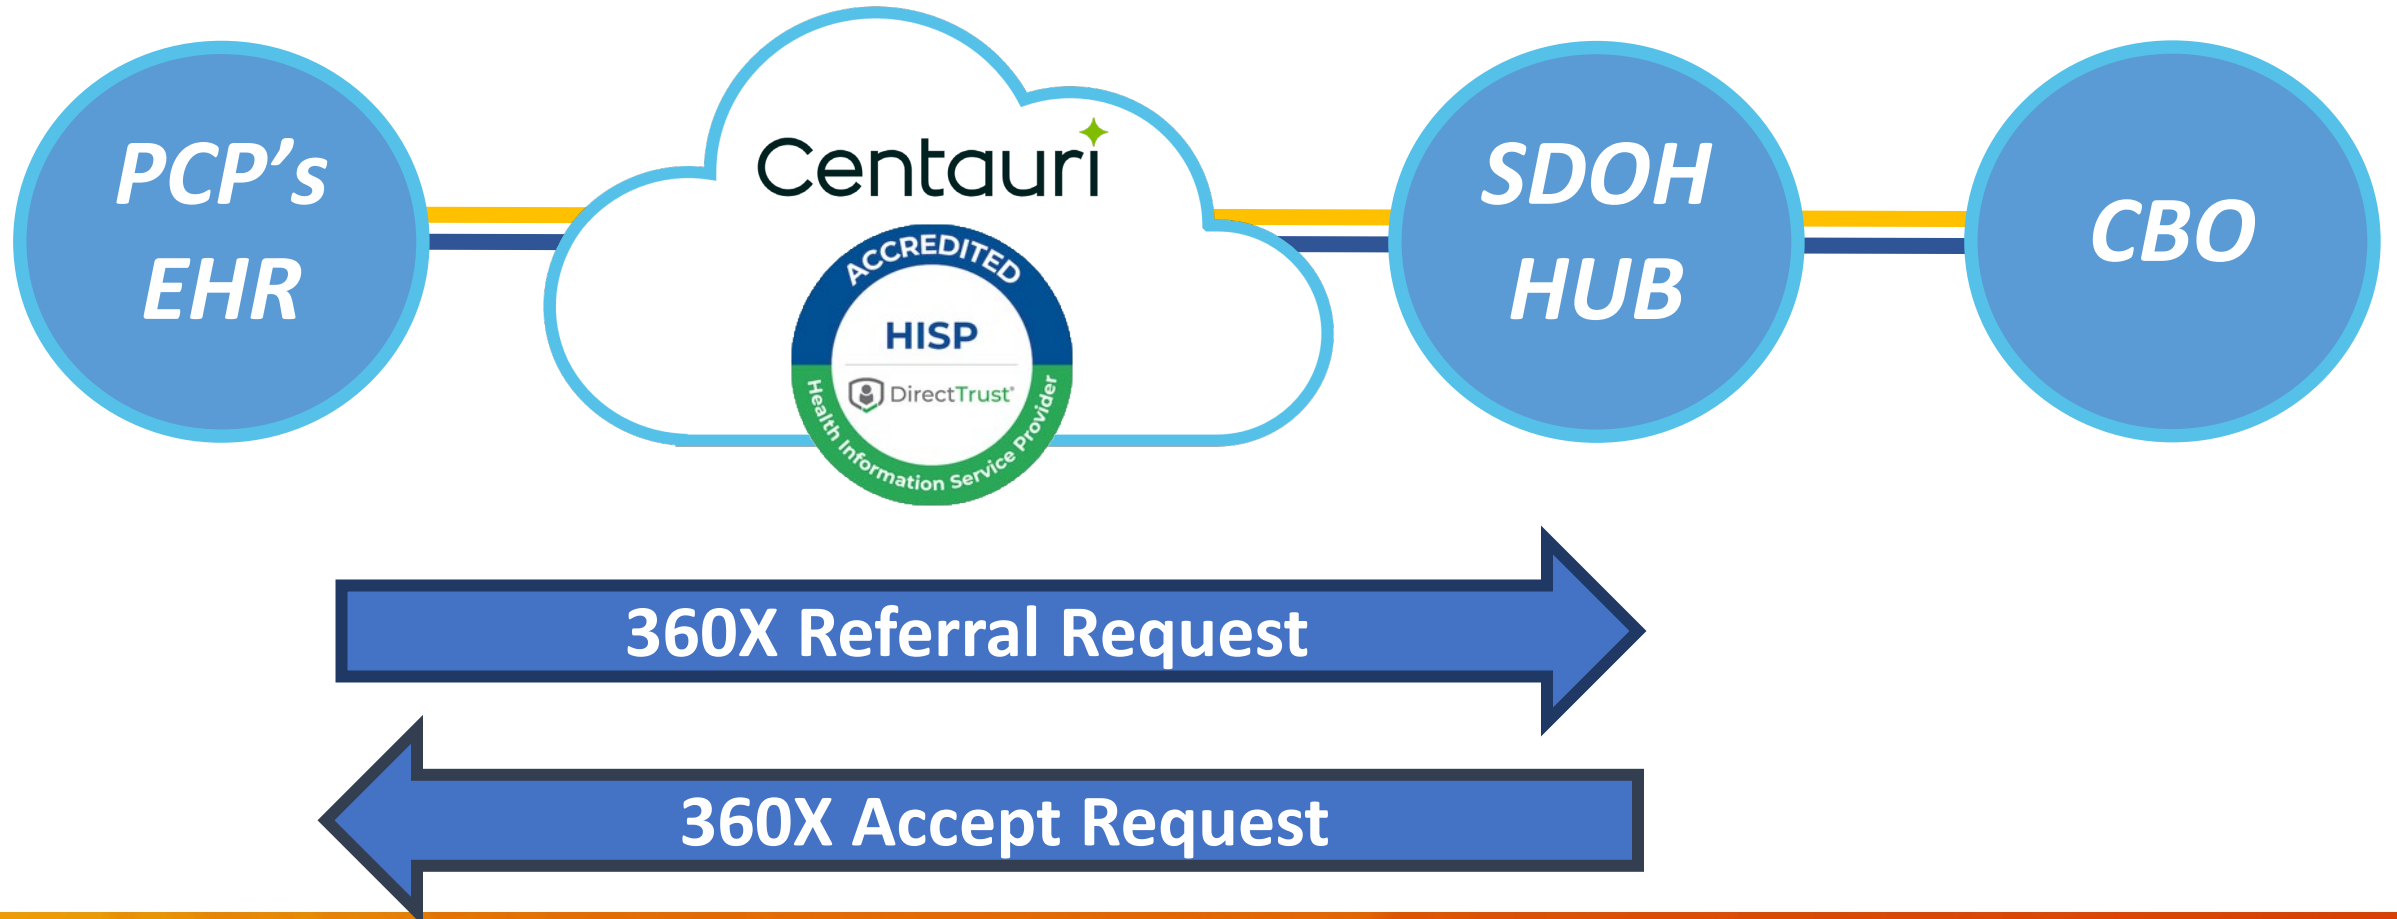 PCP’s
EHR
Centauri
ACCREDITED
HISP
DirectTrust®
Health Information Service Provider
SDOH
HUB
CBO
360X Referral Request
360X Accept Request